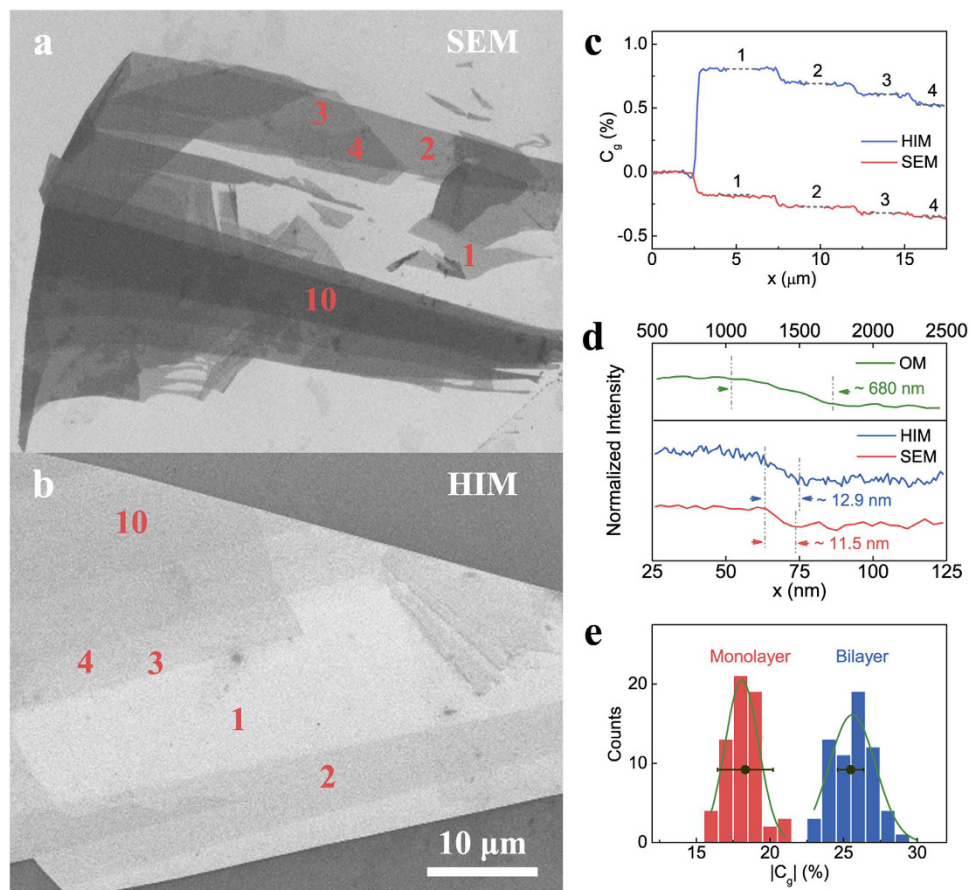 a
SEM
3
4
2
1
10
b
HIM
10
4
3
1
2
10 μm
c
1.0
0.5
0.0
-0.5
C_g (%)
1
2
3
4
HIM
SEM
1
2
3
4
0
5
10
15
x (μm)
d
500
1000
1500
2000
2500
OM
~ 680 nm
HIM
SEM
~ 12.9 nm
~ 11.5 nm
Normalized Intensity
25
50
75
100
125
x (nm)
e
Monolayer
Bilayer
20
10
0
Counts
15
20
25
30
|C_g| (%)